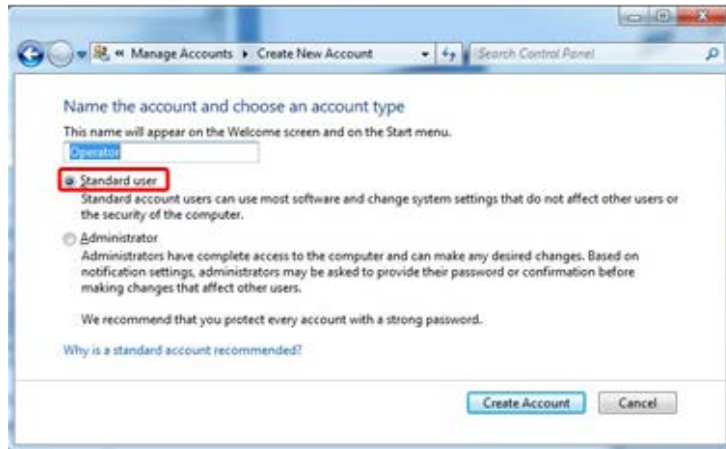 « Manage Accounts ▸ Create New Account
Search Control Panel
Name the account and choose an account type
This name will appear on the Welcome screen and on the Start menu.
Operator
Standard user
Standard account users can use most software and change system settings that do not affect other users or
the security of the computer.
Administrator
Administrators have complete access to the computer and can make any desired changes. Based on
notification settings, administrators may be asked to provide their password or confirmation before
making changes that affect other users.
We recommend that you protect every account with a strong password.
Why is a standard account recommended?
Create Account
Cancel